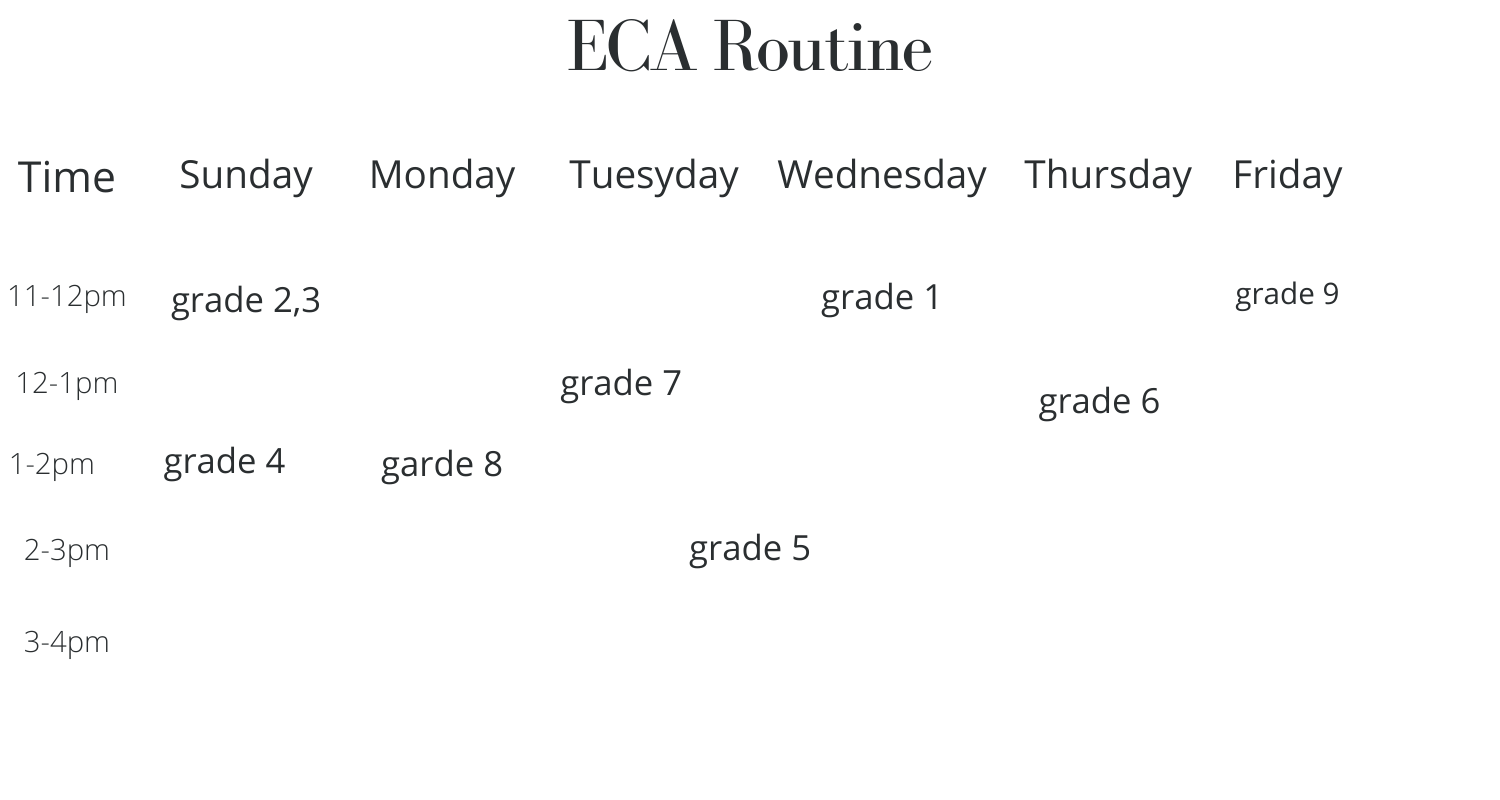 ECA Routine
Time Sunday Monday Tuesyday Wednesday Thursday Friday
11-12pm grade 2,3 grade 1 grade 9
12-1pm grade 7 grade 6
1-2pm grade 4 garde 8
2-3pm grade 5
3-4pm